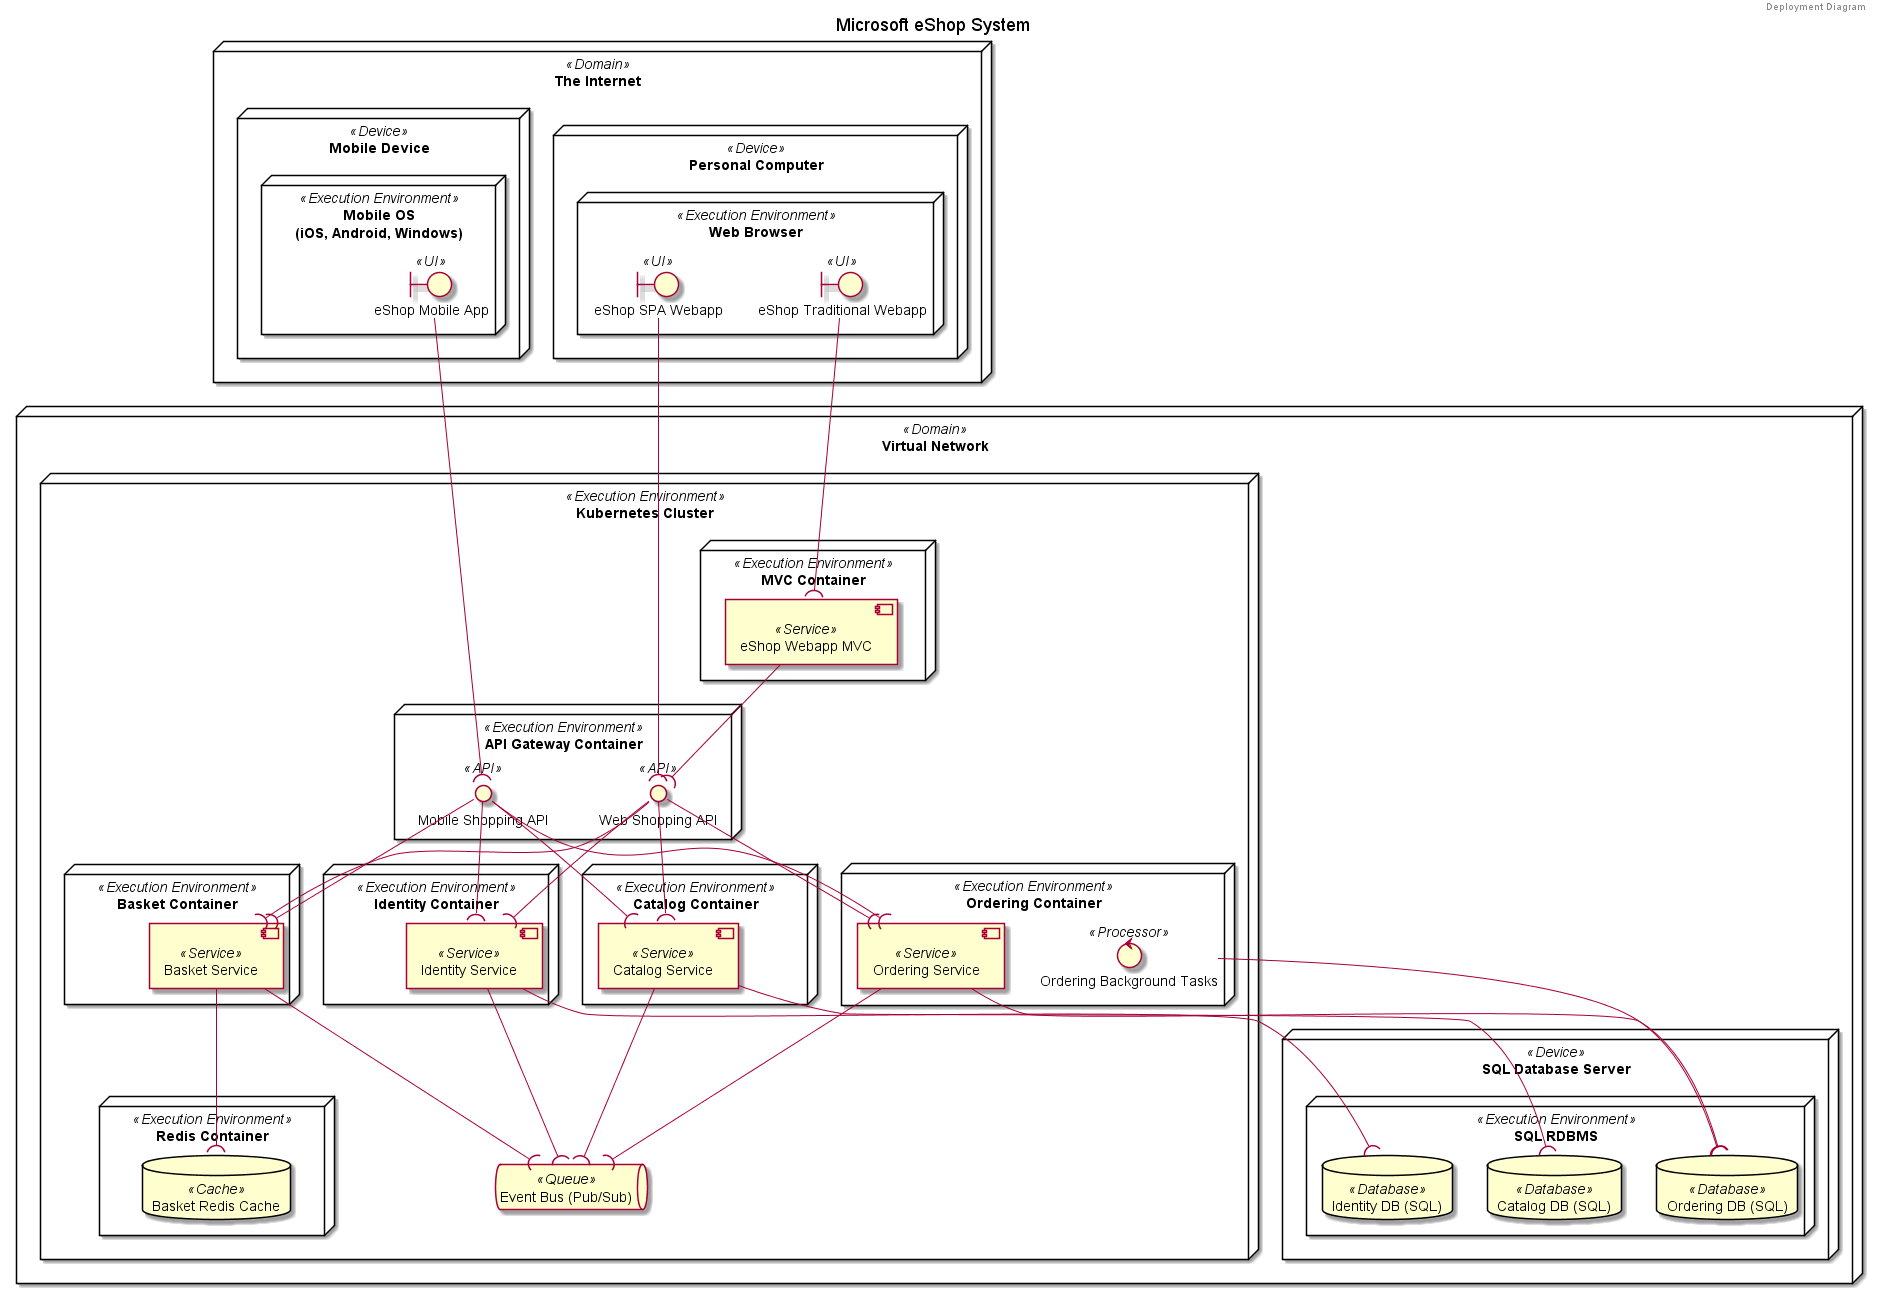 Deployment Diagram
Microsoft eShop System
«Domain»
The Internet
«Device»
Mobile Device
«Execution Environment»
Mobile OS
(iOS, Android, Windows)
«UI»
eShop Mobile App
«Device»
Personal Computer
«Execution Environment»
Web Browser
«UI»
eShop SPA Webapp
«UI»
eShop Traditional Webapp
«Domain»
Virtual Network
«Execution Environment»
Kubernetes Cluster
«Execution Environment»
MVC Container
«Service»
eShop Webapp MVC
«Execution Environment»
API Gateway Container
«API»
Mobile Shopping API
«API»
Web Shopping API
«Execution Environment»
Basket Container
«Service»
Basket Service
«Execution Environment»
Identity Container
«Service»
Identity Service
«Execution Environment»
Catalog Container
«Service»
Catalog Service
«Execution Environment»
Ordering Container
«Service»
Ordering Service
«Processor»
Ordering Background Tasks
«Execution Environment»
Redis Container
«Cache»
Basket Redis Cache
«Queue»
Event Bus (Pub/Sub)
«Device»
SQL Database Server
«Execution Environment»
SQL RDBMS
«Database»
Identity DB (SQL)
«Database»
Catalog DB (SQL)
«Database»
Ordering DB (SQL)